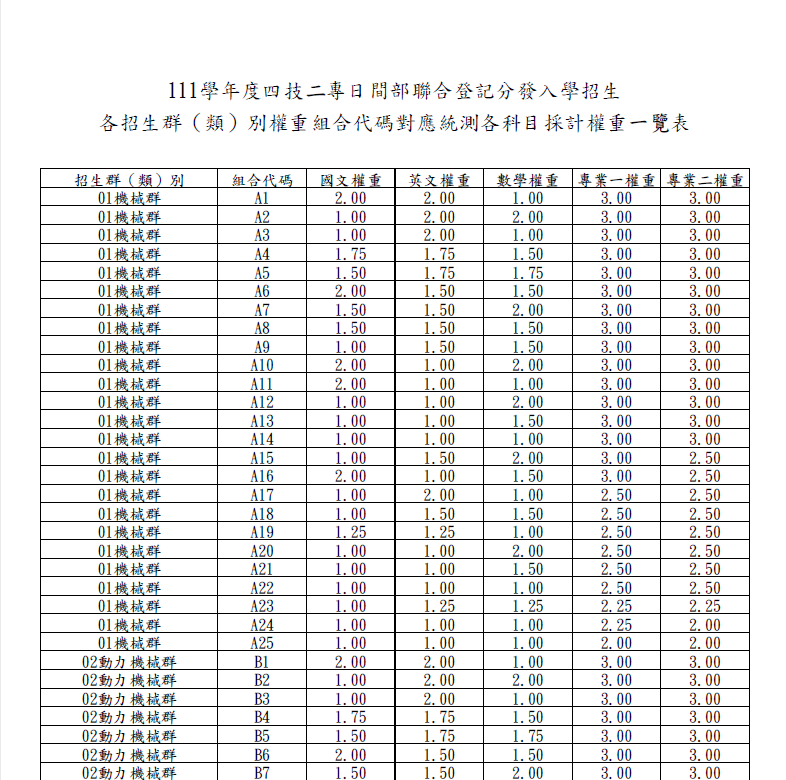 111學年度四技二專日間部聯合登記分發入學招生
各招生群（類）別權重組合代碼對應統測各科目採計權重一覽表
招生群（類）別 組合代碼 國文權重 英文權重 數學權重 專業一權重 專業二權重
01機械群 A1 2.00 2.00 1.00 3.00 3.00
01機械群 A2 1.00 2.00 2.00 3.00 3.00
01機械群 A3 1.00 2.00 1.00 3.00 3.00
01機械群 A4 1.75 1.75 1.50 3.00 3.00
01機械群 A5 1.50 1.75 1.75 3.00 3.00
01機械群 A6 2.00 1.50 1.50 3.00 3.00
01機械群 A7 1.50 1.50 2.00 3.00 3.00
01機械群 A8 1.50 1.50 1.50 3.00 3.00
01機械群 A9 1.00 1.50 1.50 3.00 3.00
01機械群 A10 2.00 1.00 2.00 3.00 3.00
01機械群 A11 2.00 1.00 1.00 3.00 3.00
01機械群 A12 1.00 1.00 2.00 3.00 3.00
01機械群 A13 1.00 1.00 1.50 3.00 3.00
01機械群 A14 1.00 1.00 1.00 3.00 3.00
01機械群 A15 1.00 1.50 2.00 3.00 2.50
01機械群 A16 2.00 1.00 1.50 3.00 2.50
01機械群 A17 1.00 2.00 1.00 2.50 2.50
01機械群 A18 1.00 1.50 1.50 2.50 2.50
01機械群 A19 1.25 1.25 1.00 2.50 2.50
01機械群 A20 1.00 1.00 2.00 2.50 2.50
01機械群 A21 1.00 1.00 1.50 2.50 2.50
01機械群 A22 1.00 1.00 1.00 2.50 2.50
01機械群 A23 1.00 1.25 1.25 2.25 2.25
01機械群 A24 1.00 1.00 1.00 2.25 2.00
01機械群 A25 1.00 1.00 1.00 2.00 2.00
02動力機械群 B1 2.00 2.00 1.00 3.00 3.00
02動力機械群 B2 1.00 2.00 2.00 3.00 3.00
02動力機械群 B3 1.00 2.00 1.00 3.00 3.00
02動力機械群 B4 1.75 1.75 1.50 3.00 3.00
02動力機械群 B5 1.50 1.75 1.75 3.00 3.00
02動力機械群 B6 2.00 1.50 1.50 3.00 3.00
02動力機械群 B7 1.50 1.50 2.00 3.00 3.00